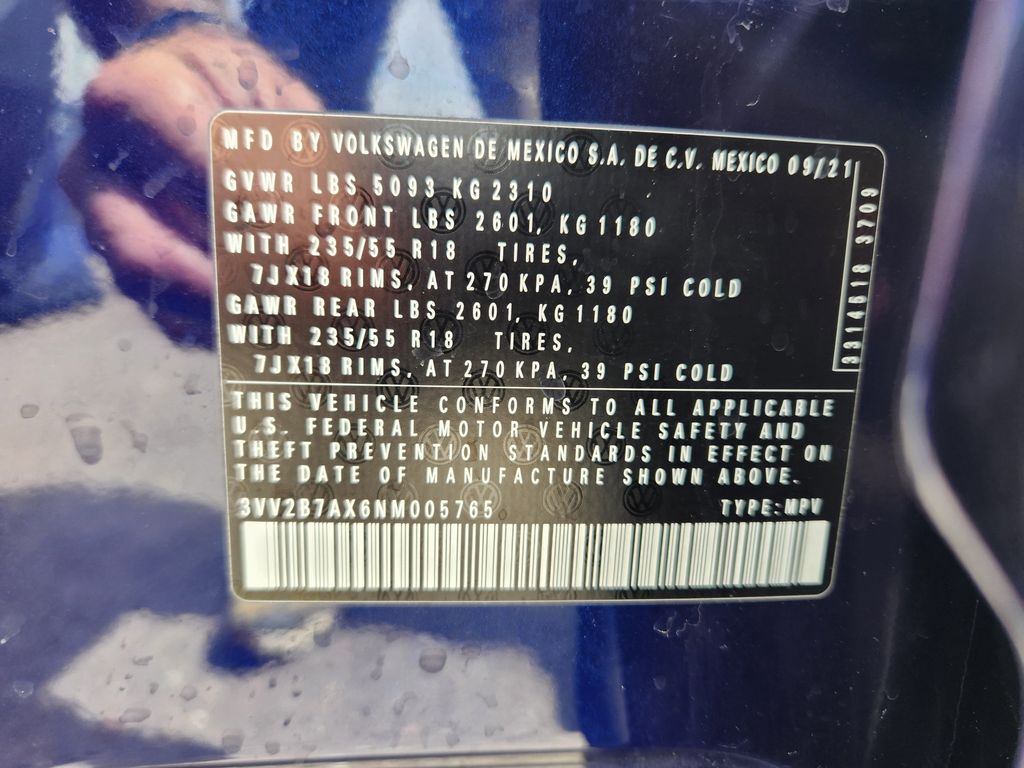 MFD BY VOLKSWAGEN DE MEXICO S.A. DE C.V. MEXICO 09/21
GVWR LBS 5093 KG 2310
GAWR FRONT LBS 2601, KG 1180
WITH 235/55 R18 TIRES,
7JX18 RIMS, AT 270 KPA, 39 PSI COLD
GAWR REAR LBS 2601, KG 1180
WITH 235/55 R18 TIRES,
7JX18 RIMS, AT 270 KPA, 39 PSI COLD
3314618 3709
THIS VEHICLE CONFORMS TO ALL APPLICABLE
U.S. FEDERAL MOTOR VEHICLE SAFETY AND
THEFT PREVENTION STANDARDS IN EFFECT ON
THE DATE OF MANUFACTURE SHOWN ABOVE.
3VV2B7AX6NM005765 TYPE:MPV